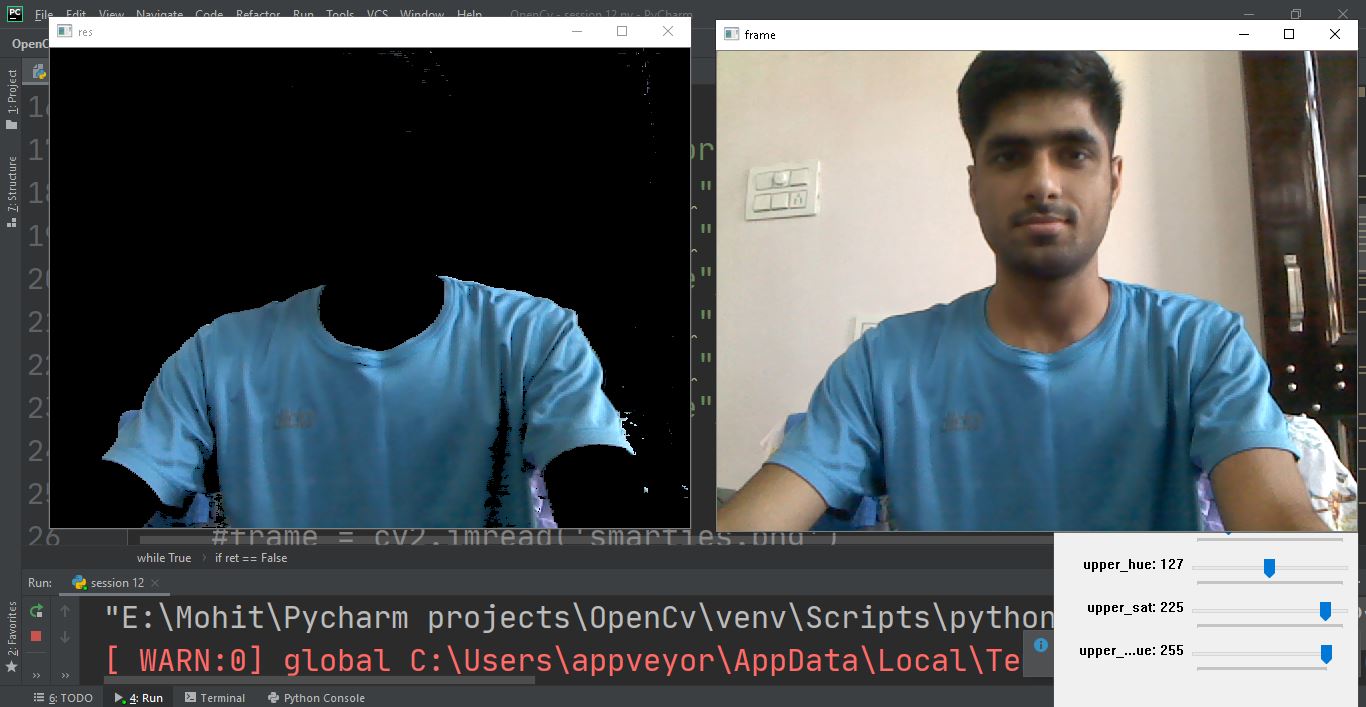 PC File Edit View Navigate Code Refactor Run Tools VCS Window Help OpenCv - session 12.py - PyCharm
res
frame
OpenC
1: Project
7: Structure
2: Favorites
16
17
18
19
20
21
22
23
24
25
26 #frame = cv2.imread('smarties.png')
while True › if ret == False
Run: session 12
"E:\Mohit\Pycharm projects\OpenCv\venv\Scripts\python
[ WARN:0] global C:\Users\appveyor\AppData\Local\Te
upper_hue: 127
upper_sat: 225
upper_...ue: 255
6: TODO 4: Run Terminal Python Console